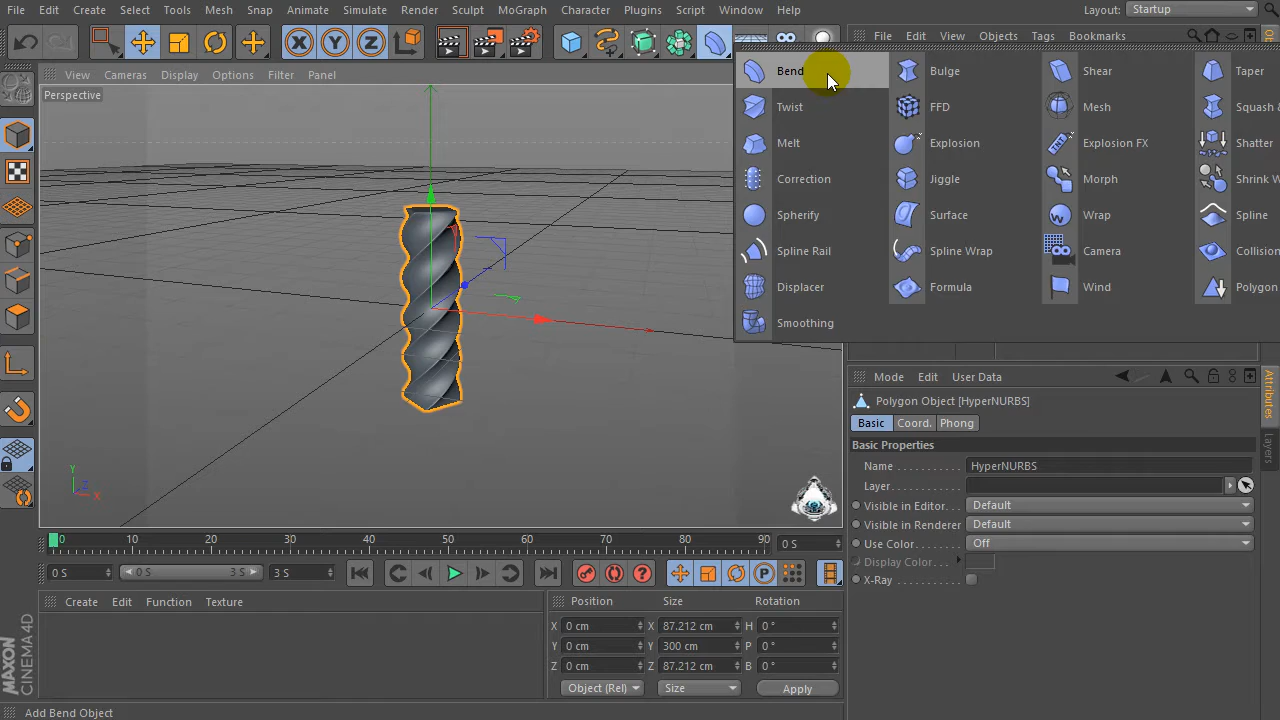 File Edit Create Select Tools Mesh Snap Animate Simulate Render Sculpt MoGraph Character Plugins Script Window Help Layout: Startup
X Y Z
File Edit View Objects Tags Bookmarks
View Cameras Display Options Filter Panel
Perspective
Bend Bulge Shear Taper
Twist FFD Mesh Squash &
Melt Explosion Explosion FX Shatter
Correction Jiggle Morph Shrink W
Spherify Surface Wrap Spline
Spline Rail Spline Wrap Camera Collision
Displacer Formula Wind Polygon
Smoothing
Mode Edit User Data
Attributes
Layers
Polygon Object [HyperNURBS]
Basic Coord. Phong
Basic Properties
Name HyperNURBS
Layer
Visible in Editor Default
Visible in Renderer Default
Use Color Off
Display Color
X-Ray
Y
Z
X
0 10 20 30 40 50 60 70 80 90 0 S
0 S 0 S 3 S 3 S
P
Create Edit Function Texture
Position Size Rotation
X 0 cm X 87.212 cm H 0 °
Y 0 cm Y 300 cm P 0 °
Z 0 cm Z 87.212 cm B 0 °
Object (Rel) Size Apply
MAXON
CINEMA 4D
Add Bend Object